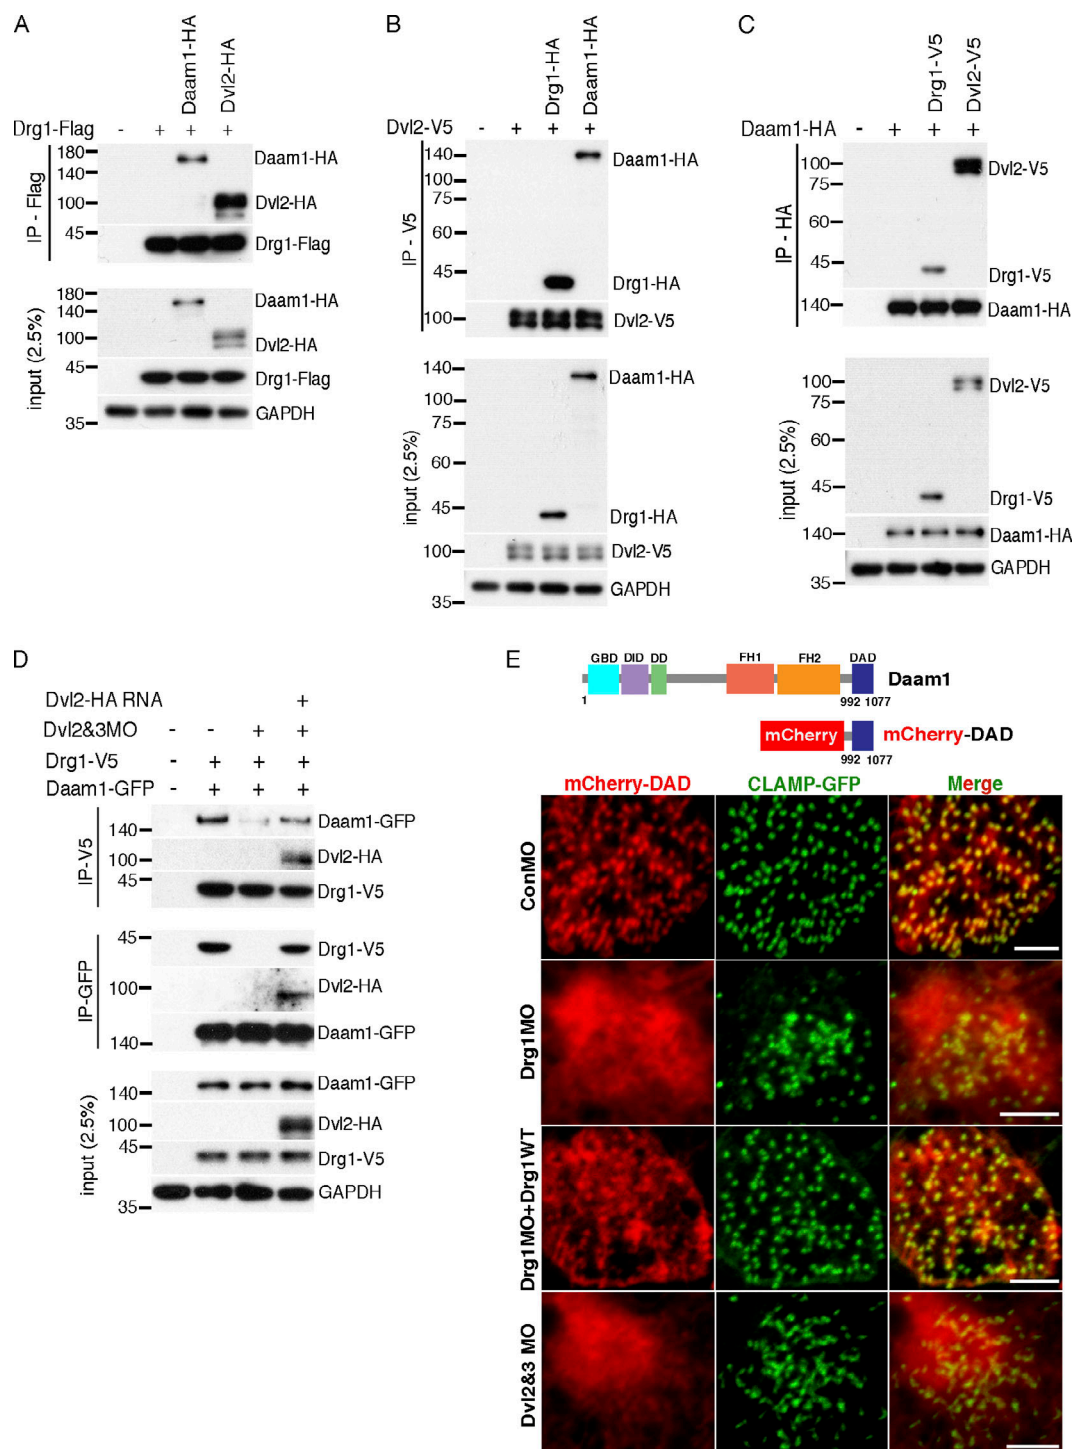 A
Daam1-HA
Dvl2-HA
Drg1-Flag - + + +
IP - Flag
180
140
100
45
Daam1-HA
Dvl2-HA
Drg1-Flag
input (2.5%)
180
140
100
45
35
Daam1-HA
Dvl2-HA
Drg1-Flag
GAPDH
B
Drg1-HA
Daam1-HA
Dvl2-V5 - + + +
IP - V5
140
100
75
60
45
100
Daam1-HA
Drg1-HA
Dvl2-V5
input (2.5%)
140
100
75
60
45
100
35
Daam1-HA
Drg1-HA
Dvl2-V5
GAPDH
C
Drg1-V5
Dvl2-V5
Daam1-HA - + + +
IP - HA
100
75
60
45
140
Dvl2-V5
Drg1-V5
Daam1-HA
input (2.5%)
100
75
60
45
140
35
Dvl2-V5
Drg1-V5
Daam1-HA
GAPDH
D
Dvl2-HA RNA +
Dvl2&3MO - - + +
Drg1-V5 - + + +
Daam1-GFP - + + +
IP-V5
140
100
45
Daam1-GFP
Dvl2-HA
Drg1-V5
IP-GFP
45
100
140
Drg1-V5
Dvl2-HA
Daam1-GFP
input (2.5%)
140
100
45
35
Daam1-GFP
Dvl2-HA
Drg1-V5
GAPDH
E
GBD DID DD FH1 FH2 DAD
Daam1
1 992 1077
mCherry mCherry-DAD
992 1077
mCherry-DAD CLAMP-GFP Merge
ConMO
Drg1MO
Drg1MO+Drg1WT
Dvl2&3 MO